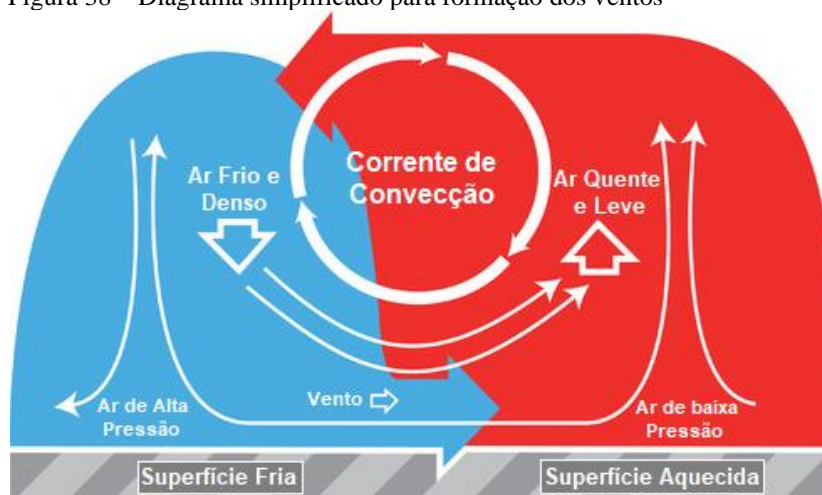 Figura 38 – Diagrama simplificado para formação dos ventos
Corrente de
Convecção
Ar Frio e
Denso
Ar Quente
e Leve
Vento
Ar de Alta
Pressão
Ar de baixa
Pressão
Superfície Fria
Superfície Aquecida